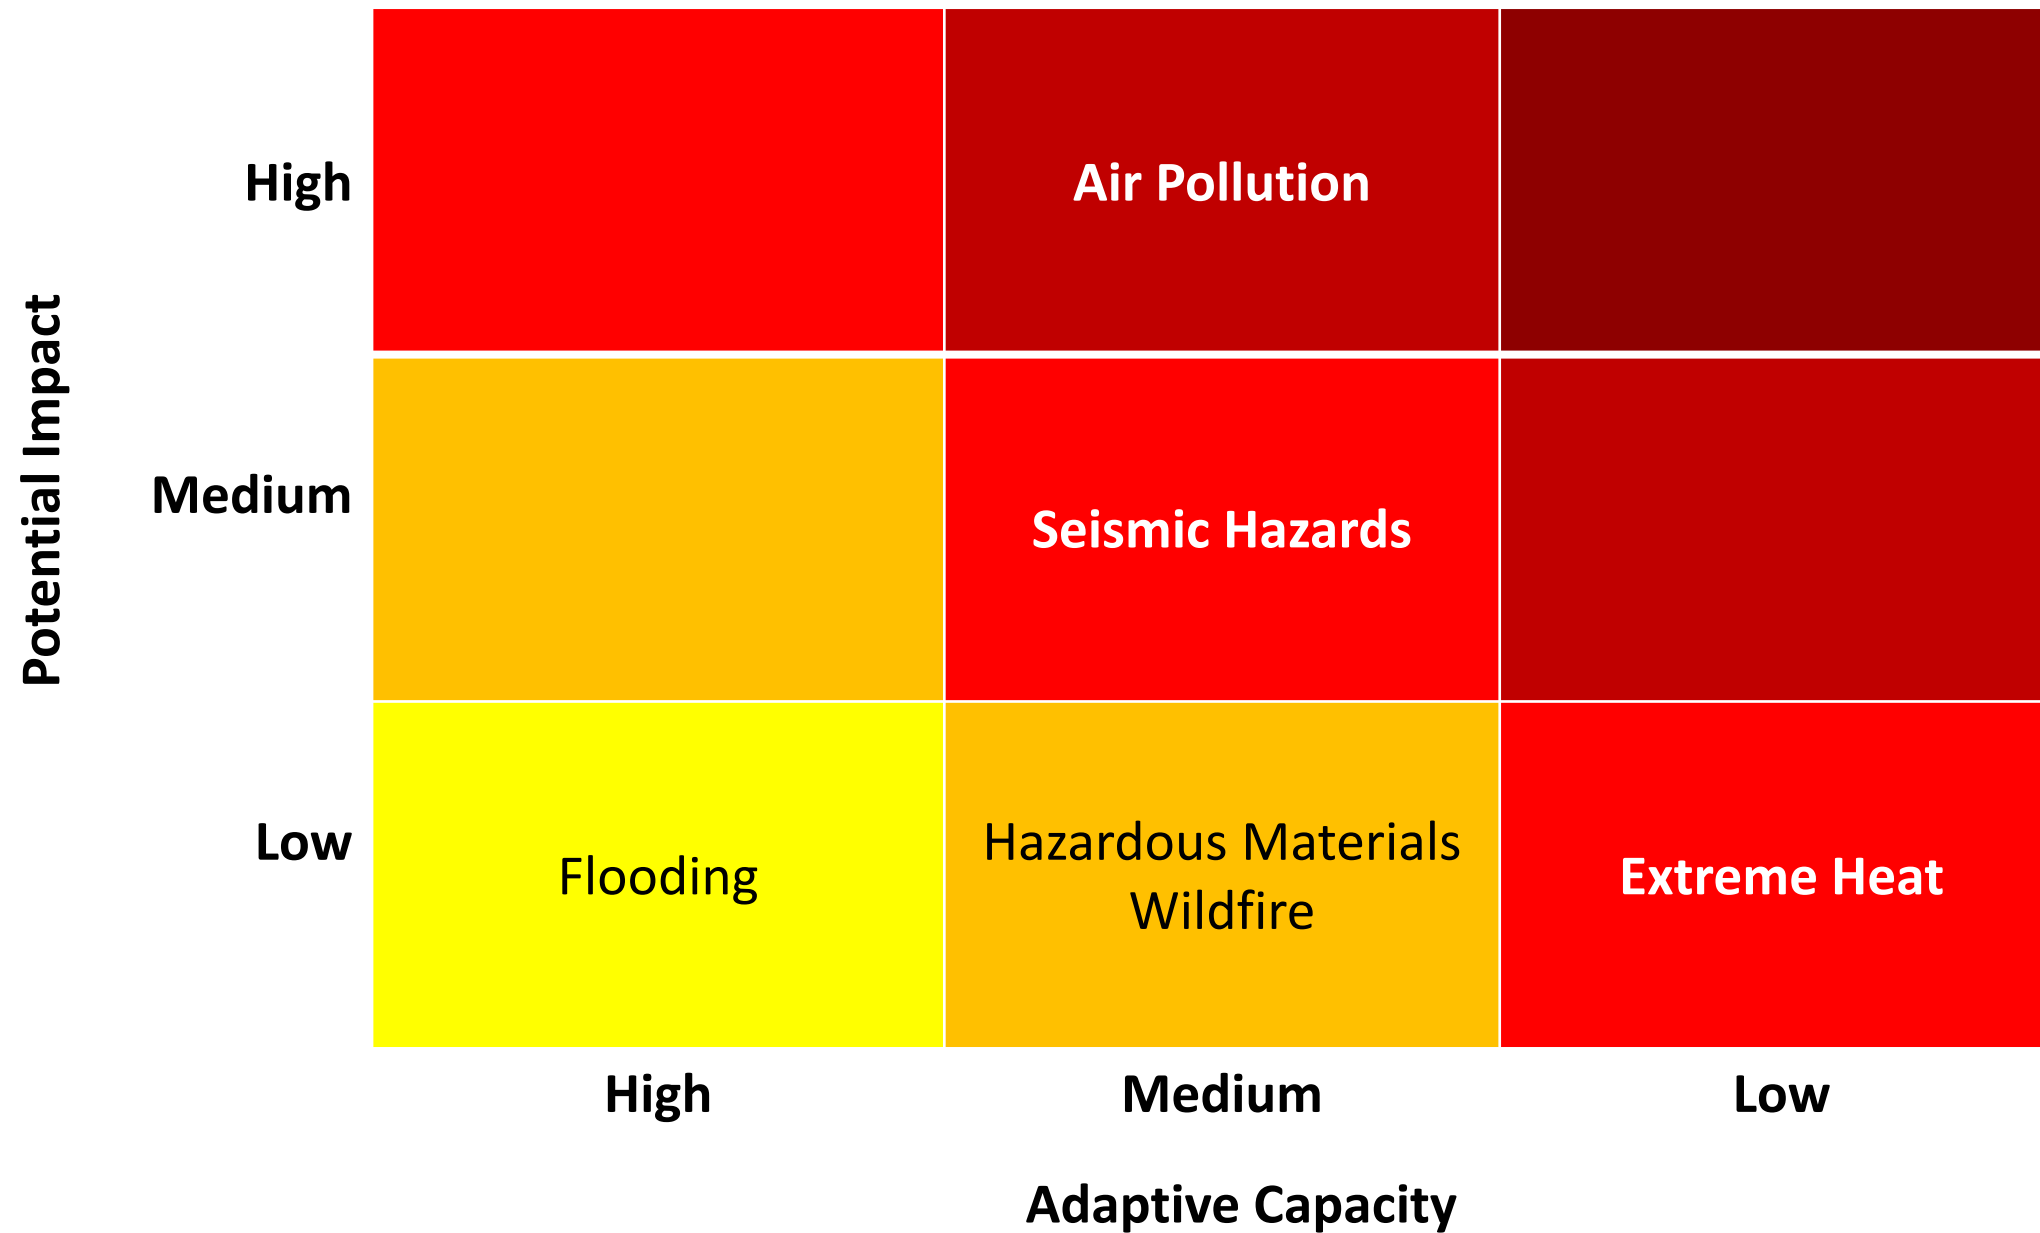 Potential Impact
High
Air Pollution
Medium
Seismic Hazards
Low
Flooding
Hazardous Materials
Wildfire
Extreme Heat
High
Medium
Low
Adaptive Capacity